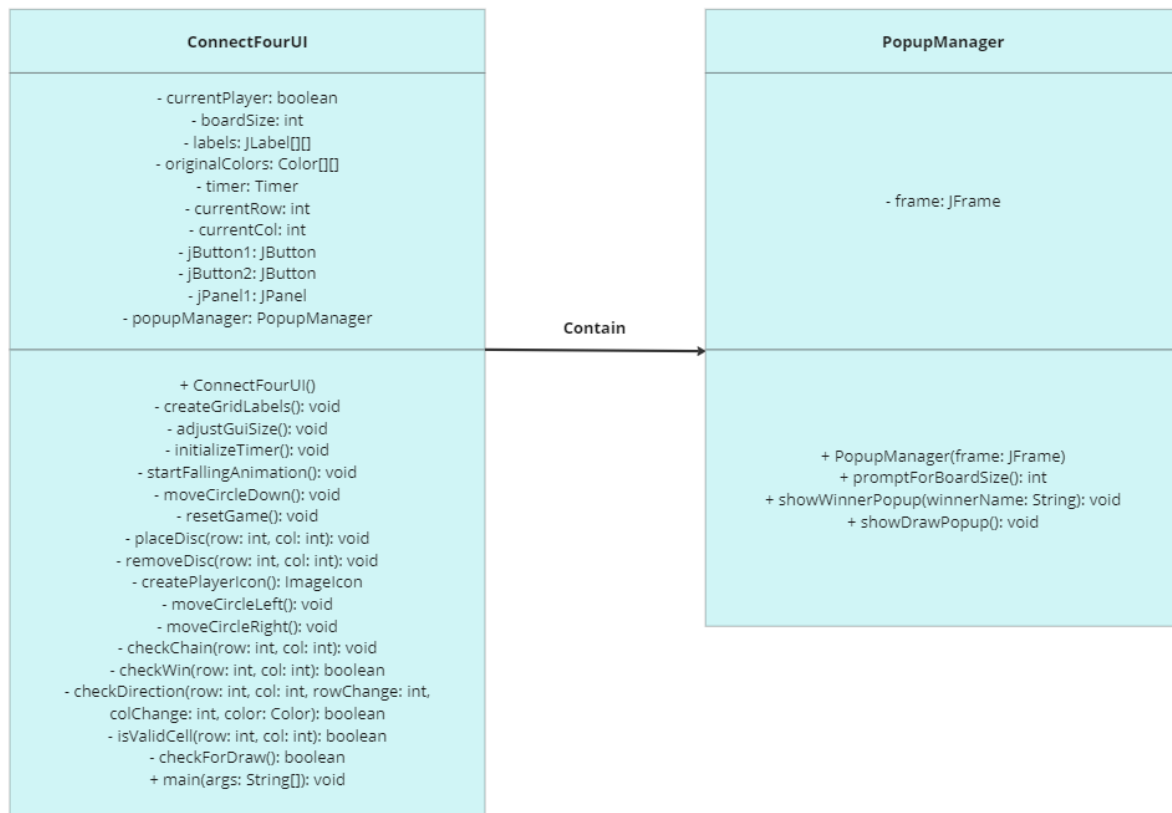 ConnectFourUI
- currentPlayer: boolean
- boardSize: int
- labels: JLabel[][]
- originalColors: Color[][]
- timer: Timer
- currentRow: int
- currentCol: int
- jButton1: JButton
- jButton2: JButton
- jPanel1: JPanel
- popupManager: PopupManager
+ ConnectFourUI()
- createGridLabels(): void
- adjustGuiSize(): void
- initializeTimer(): void
- startFallingAnimation(): void
- moveCircleDown(): void
- resetGame(): void
- placeDisc(row: int, col: int): void
- removeDisc(row: int, col: int): void
- createPlayerIcon(): ImageIcon
- moveCircleLeft(): void
- moveCircleRight(): void
- checkChain(row: int, col: int): void
- checkWin(row: int, col: int): boolean
- checkDirection(row: int, col: int, rowChange: int,
colChange: int, color: Color): boolean
- isValidCell(row: int, col: int): boolean
- checkForDraw(): boolean
+ main(args: String[]): void
Contain
PopupManager
- frame: JFrame
+ PopupManager(frame: JFrame)
+ promptForBoardSize(): int
+ showWinnerPopup(winnerName: String): void
+ showDrawPopup(): void